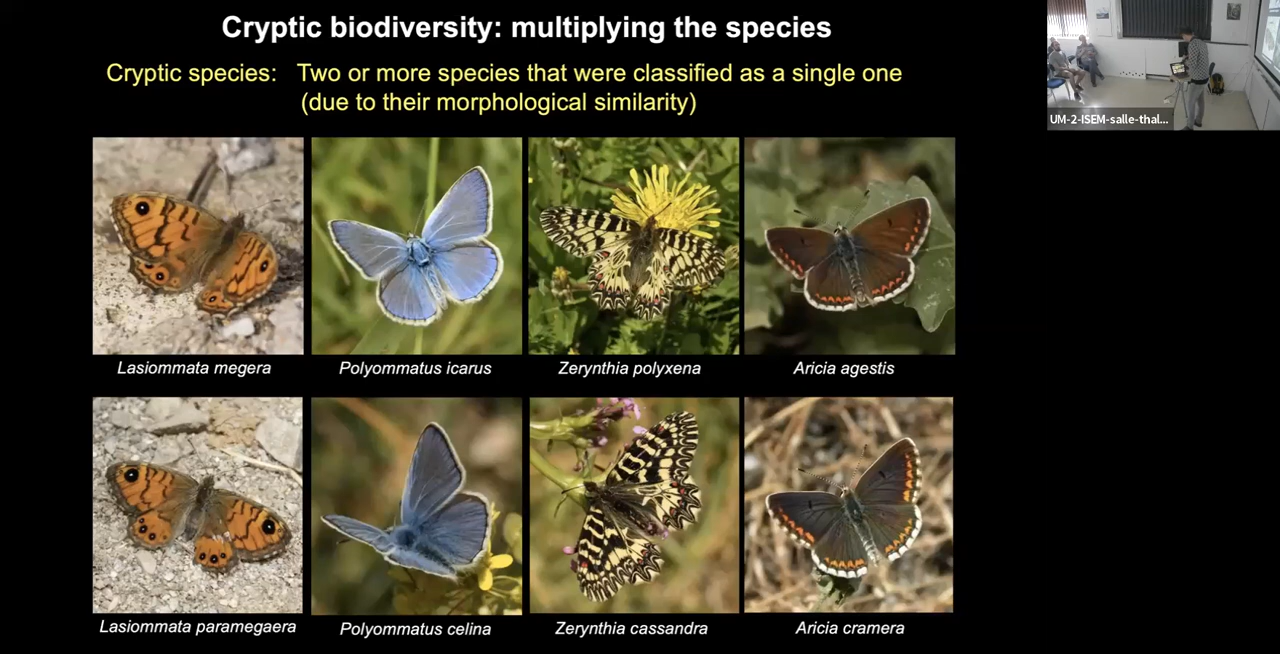 Cryptic biodiversity: multiplying the species
Cryptic species: Two or more species that were classified as a single one
(due to their morphological similarity)
UM-2-ISEM-salle-thal...
Lasiommata megera
Polyommatus icarus
Zerynthia polyxena
Aricia agestis
Lasiommata paramegaera
Polyommatus celina
Zerynthia cassandra
Aricia cramera